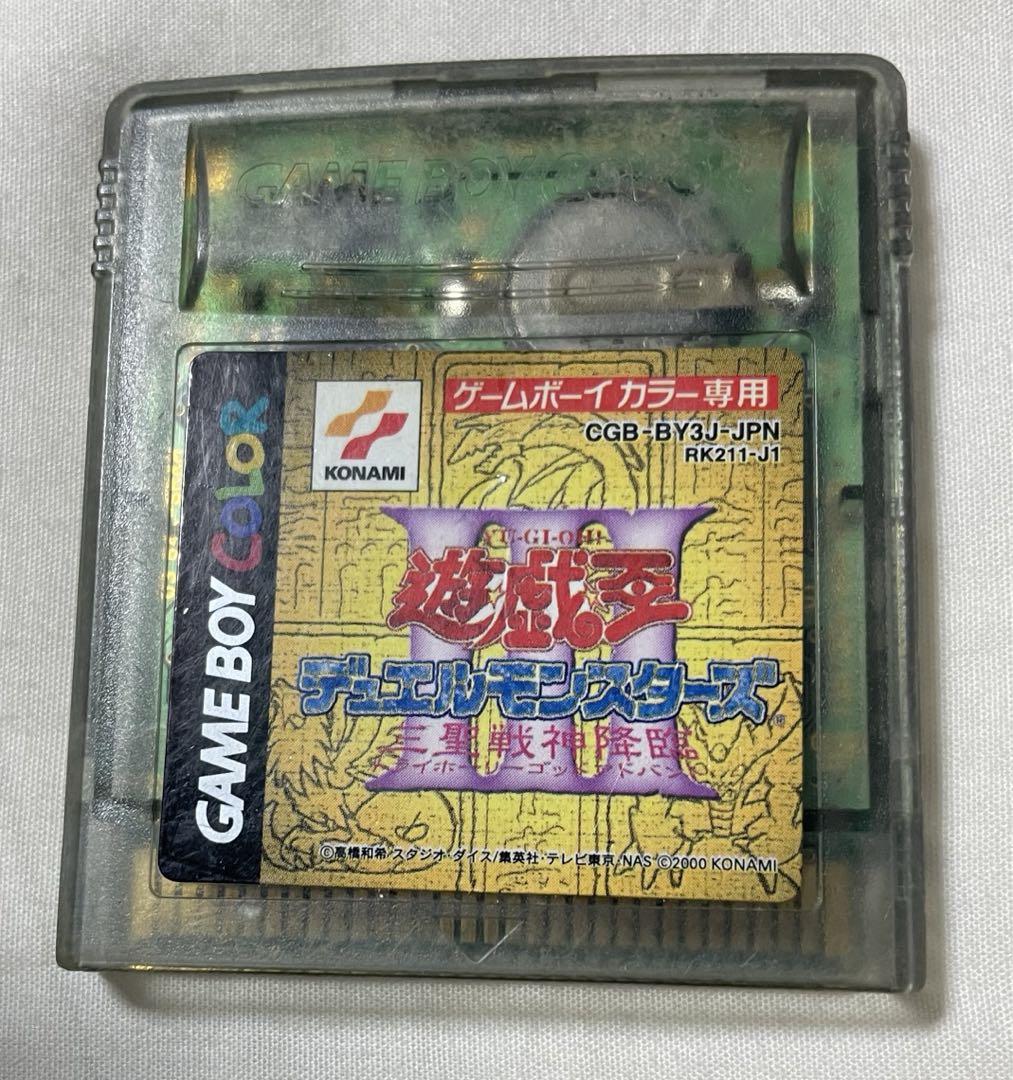 GAME BOY COLOR
GAME BOY COLOR
KONAMI
ゲームボーイカラー専用
CGB-BY3J-JPN
RK211-J1
III
YU-GI-OH!
遊戯王
デュエルモンスターズ
三聖戦神降臨
©高橋和希 スタジオ・ダイス/集英社・テレビ東京・NAS ©2000 KONAMI